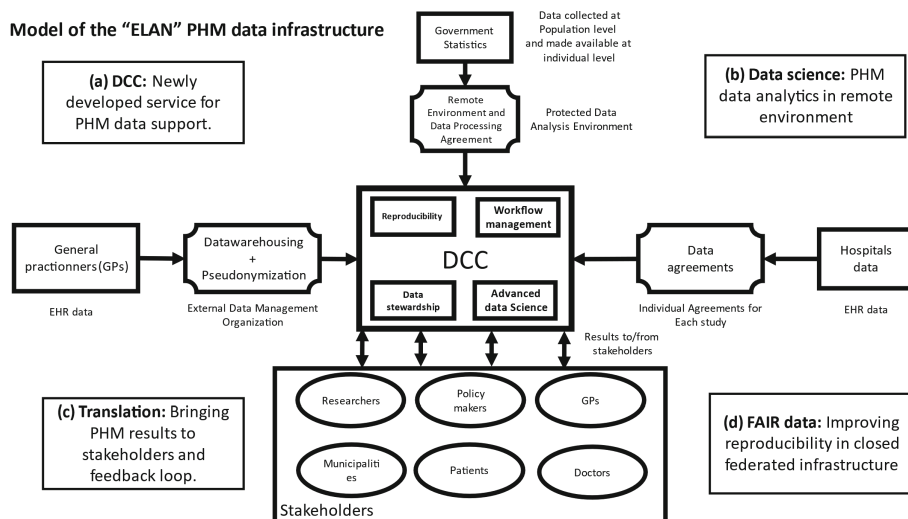 Model of the “ELAN” PHM data infrastructure
Government
Statistics
Data collected at
Population level
and made available at
individual level
(a) DCC: Newly
developed service for
PHM data support.
(b) Data science: PHM
data analytics in remote
environment
Remote
Environment and
Data Processing
Agreement
Protected Data
Analysis Environment
Reproducibility
Workflow
management
General
practionners(GPs)
EHR data
Datawarehousing
+
Pseudonymization
External Data Management
Organization
DCC
Data
agreements
Individual Agreements for
Each study
Hospitals
data
EHR data
Data
stewardship
Advanced
data Science
Results to/from
stakeholders
(c) Translation: Bringing
PHM results to
stakeholders and
feedback loop.
Researchers
Policy
makers
GPs
Municipaliti
es
Patients
Doctors
Stakeholders
(d) FAIR data: Improving
reproducibility in closed
federated infrastructure